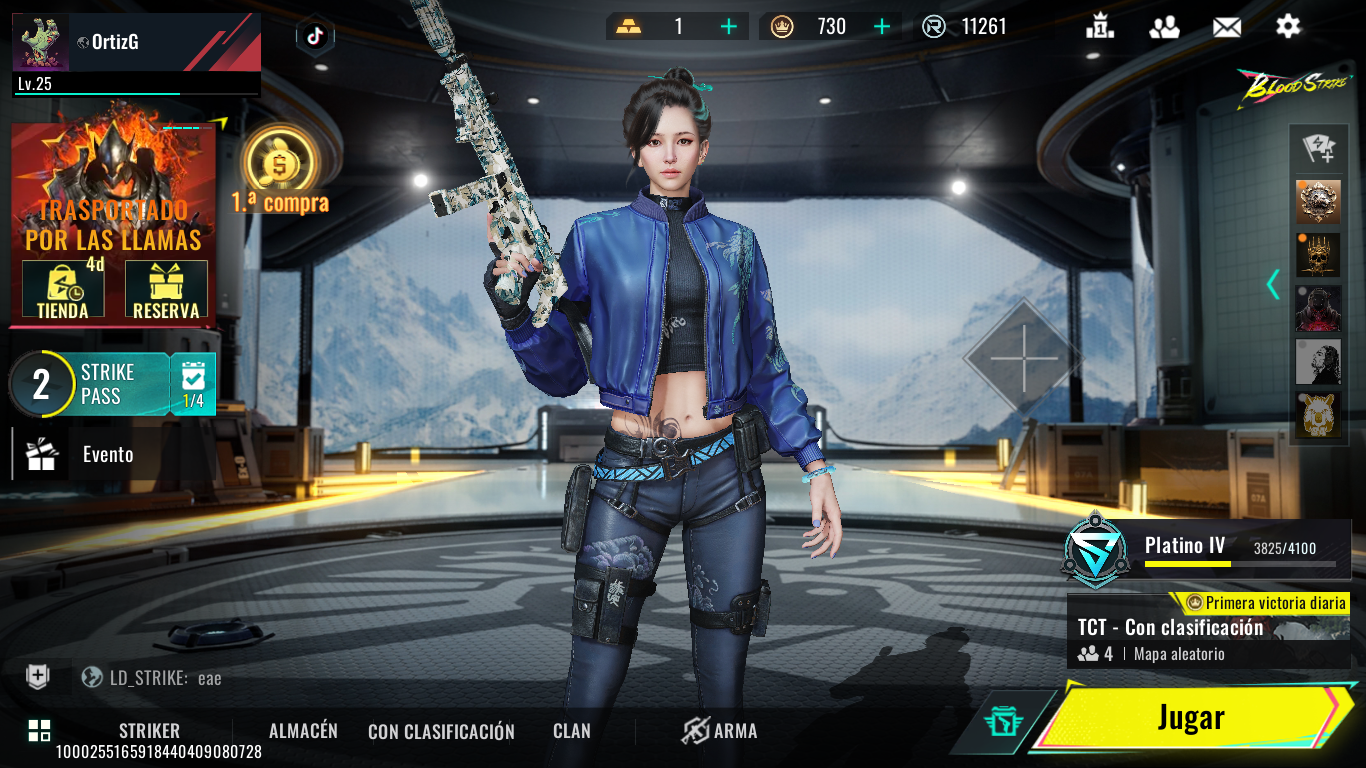 OrtizG
Lv.25
1
730
11261
BLOOD STRIKE
TRASPORTADO
POR LAS LLAMAS
4d
TIENDA
RESERVA
1.ª compra
2
STRIKE
PASS
1/4
Evento
Platino IV
3825/4100
Primera victoria diaria
TCT - Con clasificación
4
Mapa aleatorio
LD_STRIKE: eae
STRIKER
ALMACÉN
CON CLASIFICACIÓN
CLAN
ARMA
Jugar
1000255165918440409080728